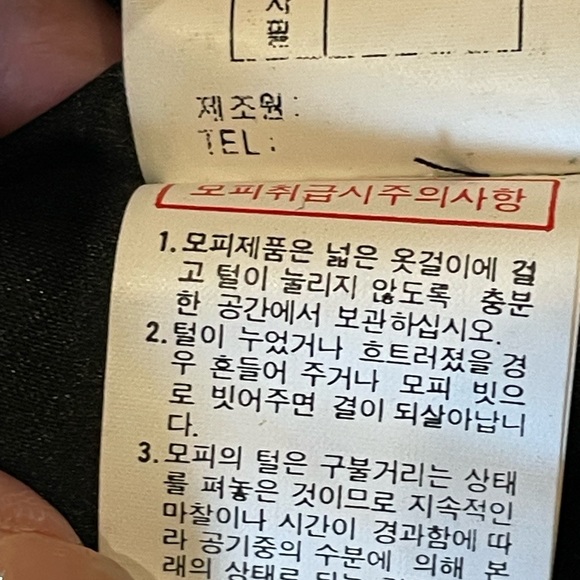 필
제조원:
TEL:
모피취급시주의사항
1. 모피제품은 넓은 옷걸이에 걸
고 털이 눌리지 않도록 충분
한 공간에서 보관하십시오.
2. 털이 누었거나 흐트러졌을 경
우 흔들어 주거나 모피 빗으
로 빗어주면 결이 되살아납니
다.
3. 모피의 털은 구불거리는 상태
를 펴놓은 것이므로 지속적인
마찰이나 시간이 경과함에 따
라 공기중의 수분에 의해 본
래의 상태로